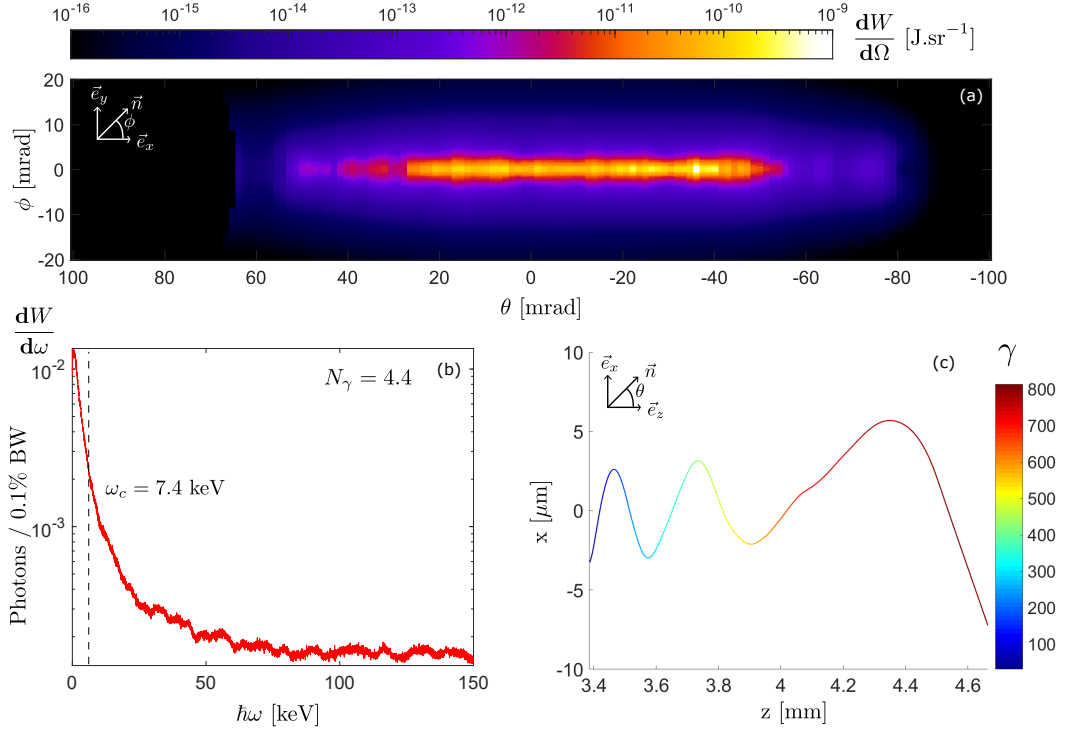 10⁻¹⁶ 10⁻¹⁵ 10⁻¹⁴ 10⁻¹³ 10⁻¹² 10⁻¹¹ 10⁻¹⁰ 10⁻⁹
dW/dΩ [J.sr⁻¹]
(a)
e⃗_y n⃗
ϕ
e⃗_x
20
10
0
-10
-20
ϕ [mrad]
100 80 60 40 20 0 -20 -40 -60 -80 -100
θ [mrad]
dW/dω
(b)
N_γ = 4.4
ω_c = 7.4 keV
10⁻²
10⁻³
Photons / 0.1% BW
0 50 100 150
ħω [keV]
(c)
e⃗_x n⃗
θ
e⃗_z
10
5
0
-5
-10
x [μm]
3.4 3.6 3.8 4 4.2 4.4 4.6
z [mm]
γ
800
700
600
500
400
300
200
100